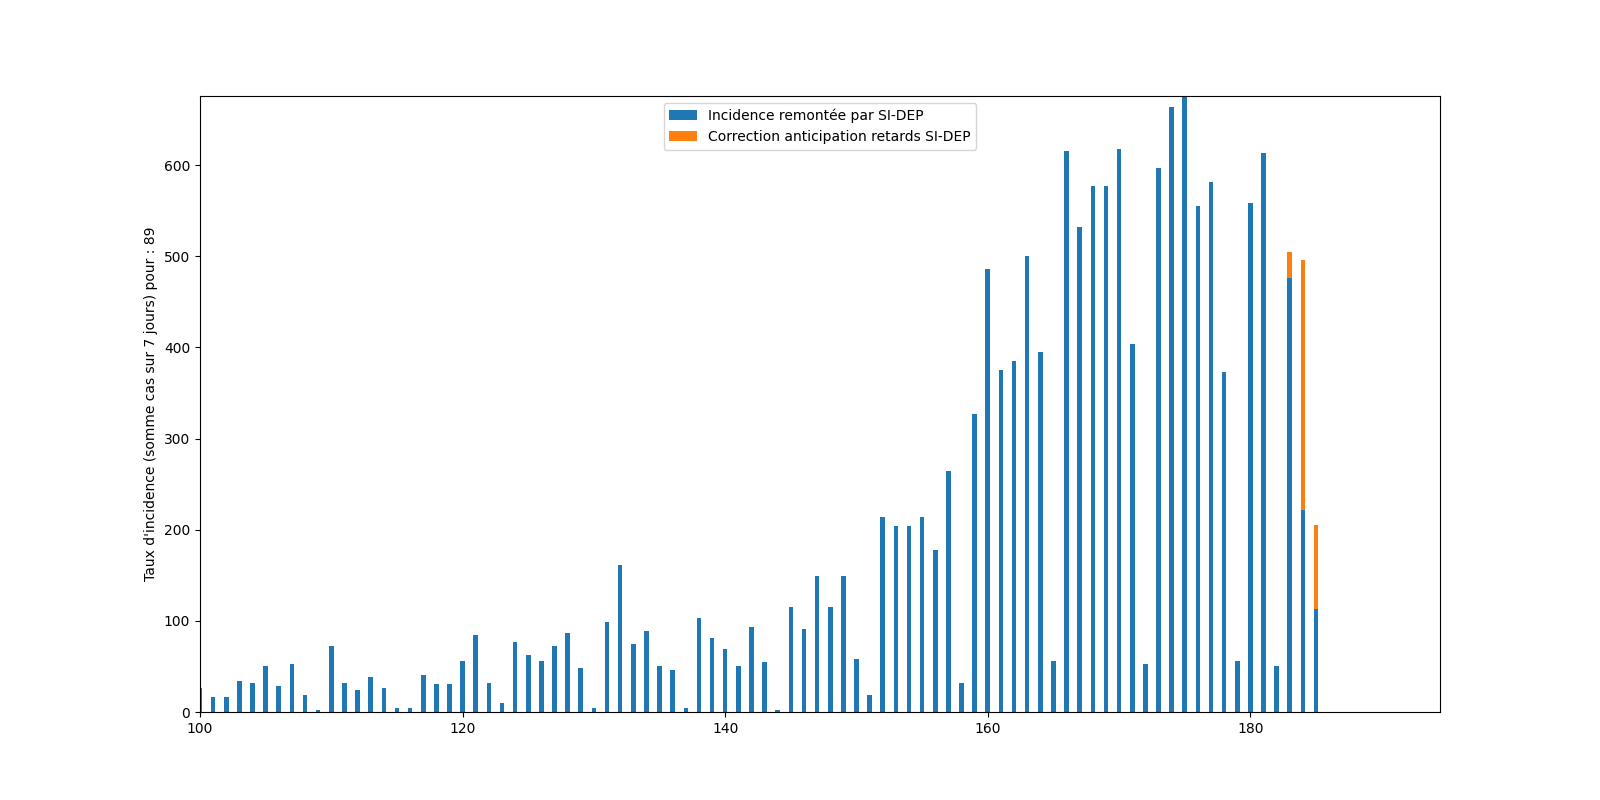 Incidence remontée par SI-DEP
Correction anticipation retards SI-DEP
Taux d'incidence (somme cas sur 7 jours) pour : 89
600
500
400
300
200
100
0
100 120 140 160 180